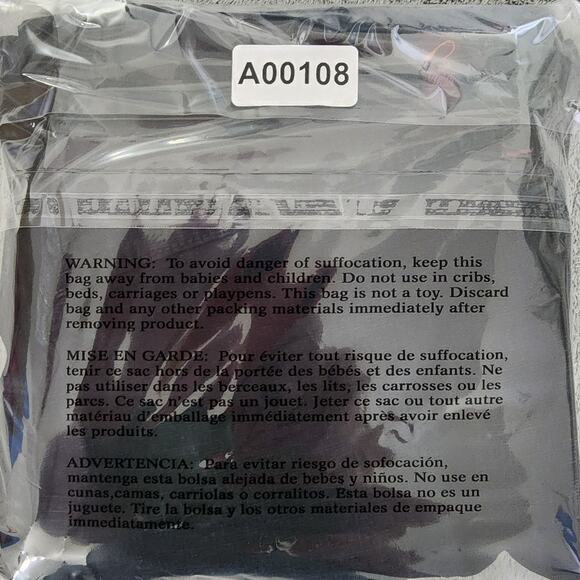 A00108
WARNING: To avoid danger of suffocation, keep this
bag away from babies and children. Do not use in cribs,
beds, carriages or playpens. This bag is not a toy. Discard
bag and any other packing materials immediately after
removing product.
MISE EN GARDE: Pour éviter tout risque de suffocation,
tenir ce sac hors de la portée des bébés et des enfants. Ne
pas utiliser dans les berceaux, les lits, les carrosses ou les
parcs. Ce sac n'est pas un jouet. Jeter ce sac ou tout autre
matériau d'emballage immédiatement après avoir enlevé
les produits.
ADVERTENCIA: Para evitar riesgo de sofocación,
mantenga esta bolsa alejada de bebés y niños. No use en
cunas,camas, carriolas o corralitos. Esta bolsa no es un
juguete. Tire la bolsa y los otros materiales de empaque
immediatamente.